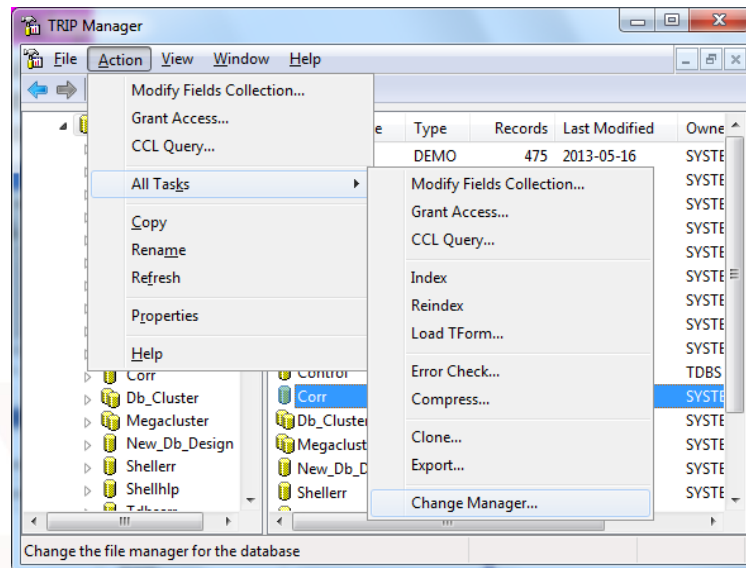 TRIP Manager
File Action View Window Help
Modify Fields Collection...
Grant Access...
CCL Query...
All Tasks
Copy
Rename
Refresh
Properties
Help
Type Records Last Modified
DEMO 475 2013-05-16
Modify Fields Collection...
Grant Access...
CCL Query...
Index
Reindex
Load TForm...
Error Check...
Compress...
Clone...
Export...
Change Manager...
TDBS
Corr
Db_Cluster
Megacluster
New_Db_Design
Shellerr
Shellhlp
Control
Corr
Shellerr
Change the file manager for the database